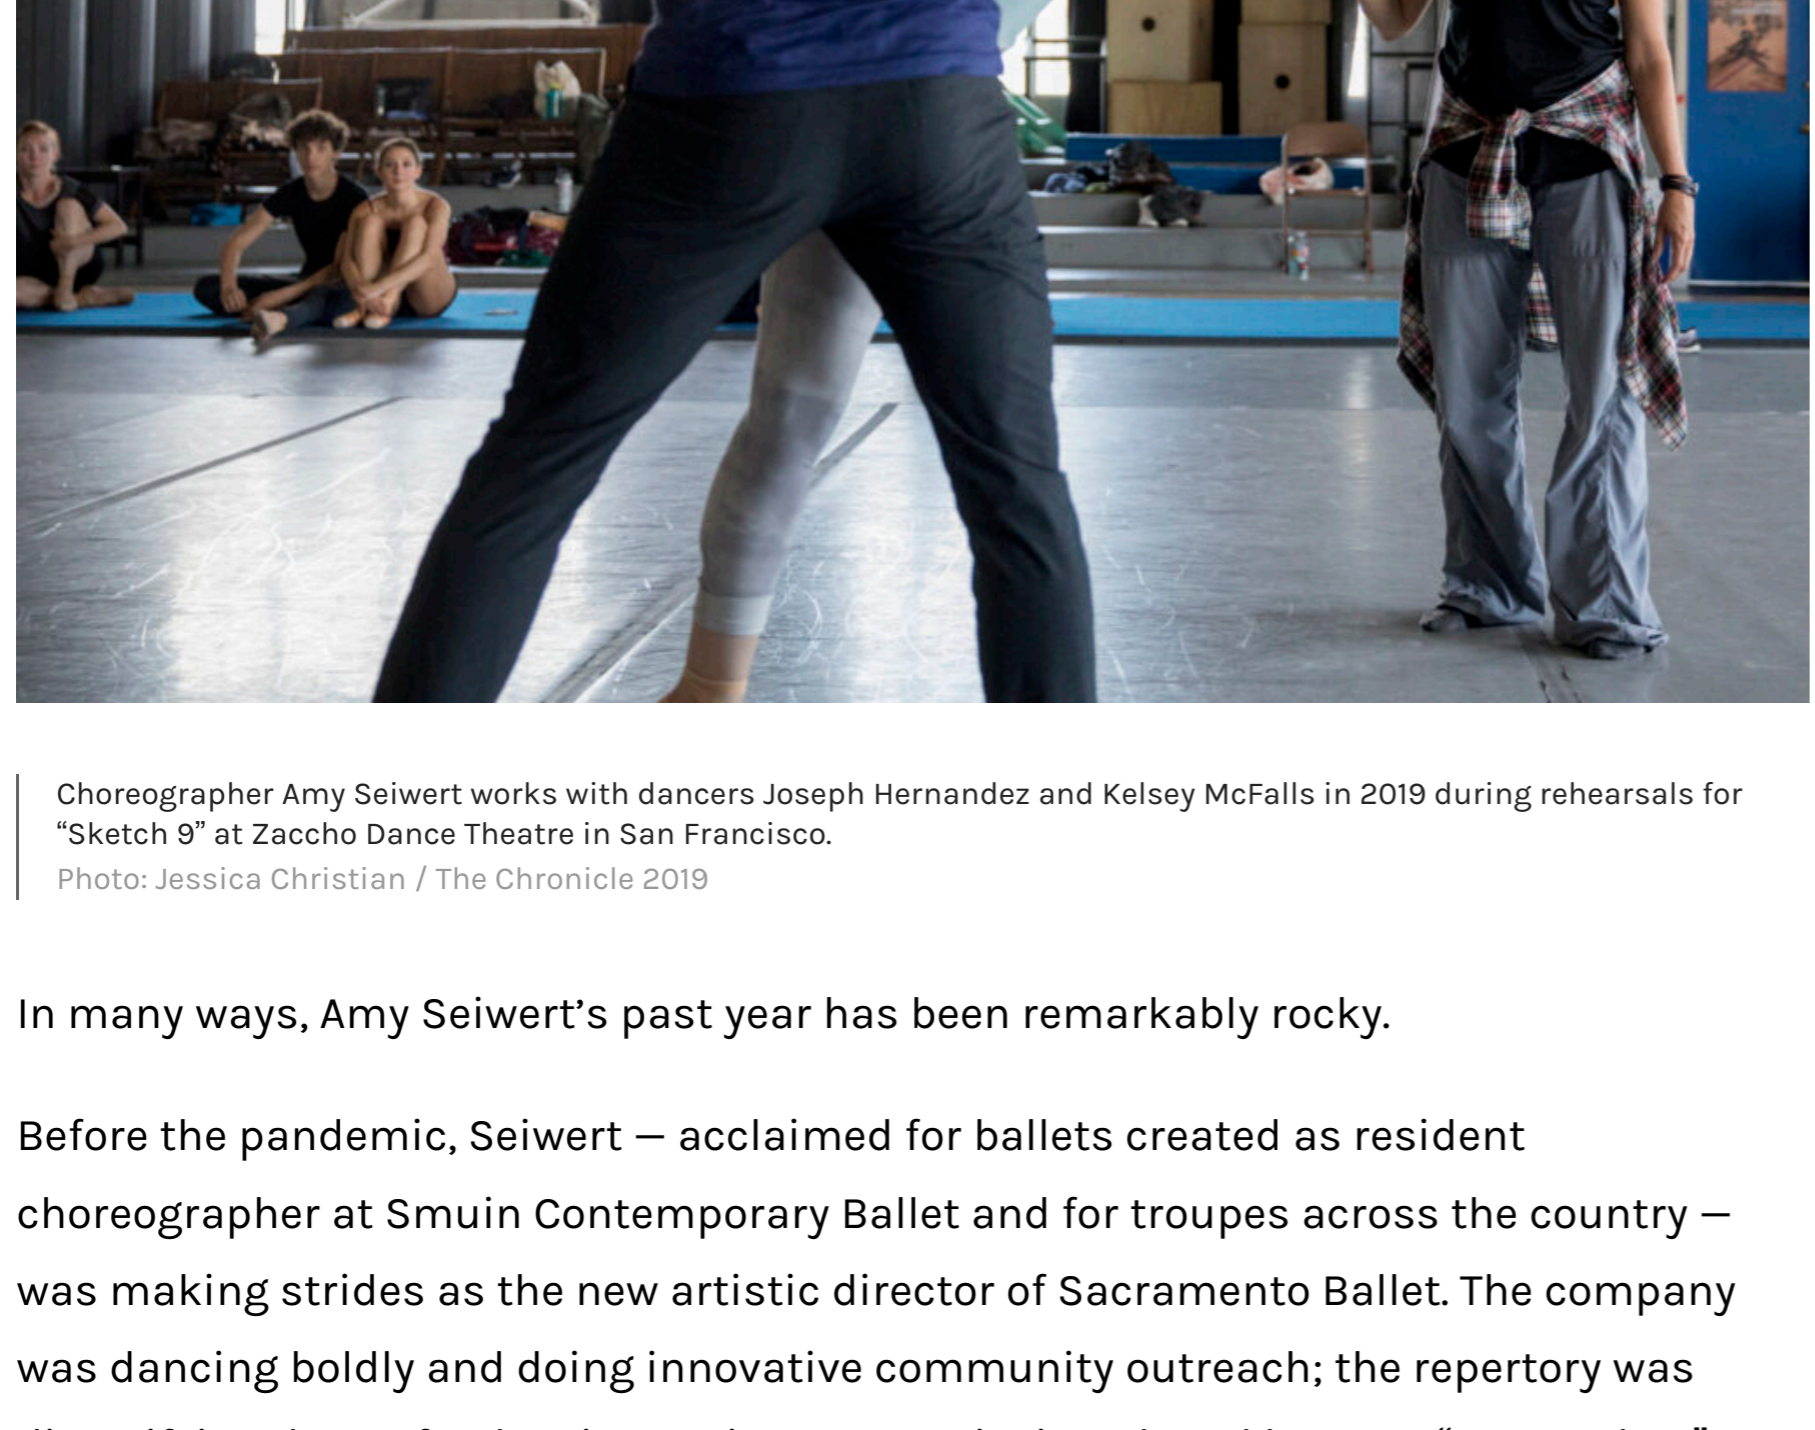 Choreographer Amy Seiwert works with dancers Joseph Hernandez and Kelsey McFalls in 2019 during rehearsals for
“Sketch 9” at Zaccho Dance Theatre in San Francisco.
Photo: Jessica Christian / The Chronicle 2019
In many ways, Amy Seiwert’s past year has been remarkably rocky.
Before the pandemic, Seiwert — acclaimed for ballets created as resident
choreographer at Smuin Contemporary Ballet and for troupes across the country —
was making strides as the new artistic director of Sacramento Ballet. The company
was dancing boldly and doing innovative community outreach; the repertory was